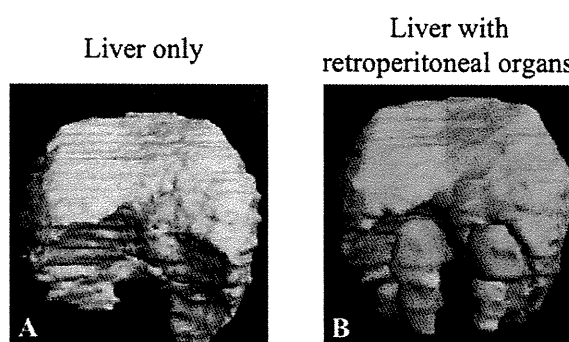 Liver only
Liver with
retroperitoneal organs
A
B